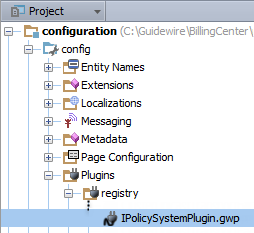 Project
configuration (C:\Guidewire\BillingCenter\
config
Entity Names
Extensions
Localizations
Messaging
Metadata
Page Configuration
Plugins
registry
IPolicySystemPlugin.gwp